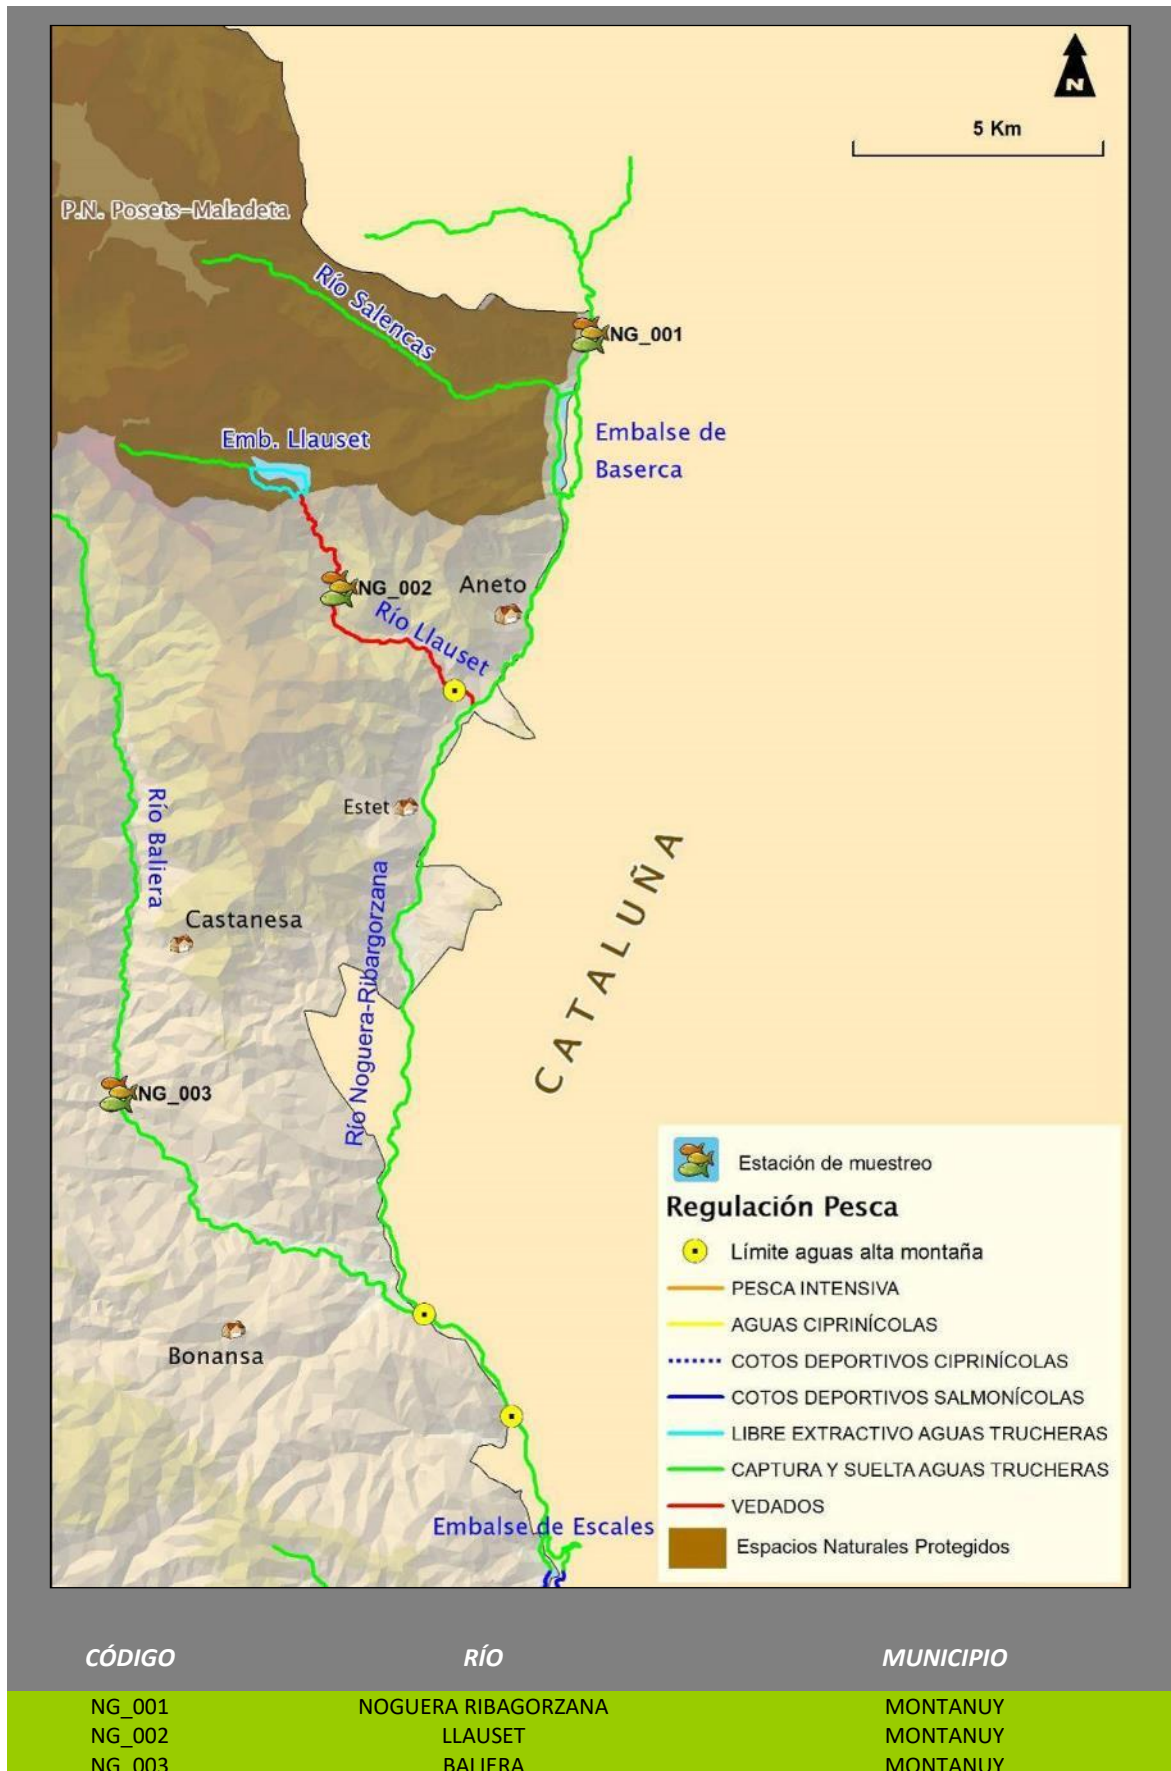 N
5 Km
P.N. Posets-Maladeta
Río Salencas
NG_001
Embalse de
Baserca
Emb. Llauset
NG_002
Aneto
Río Llauset
Estet
Río Baliera
Castanesa
Río Noguera-Ribargorzana
CATALUÑA
NG_003
Bonansa
Embalse de Escales
Estación de muestreo
Regulación Pesca
Límite aguas alta montaña
PESCA INTENSIVA
AGUAS CIPRINÍCOLAS
COTOS DEPORTIVOS CIPRINÍCOLAS
COTOS DEPORTIVOS SALMONÍCOLAS
LIBRE EXTRACTIVO AGUAS TRUCHERAS
CAPTURA Y SUELTA AGUAS TRUCHERAS
VEDADOS
Espacios Naturales Protegidos
CÓDIGO RÍO MUNICIPIO
NG_001 NOGUERA RIBAGORZANA MONTANUY
NG_002 LLAUSET MONTANUY
NG_003 BALIERA MONTANUY